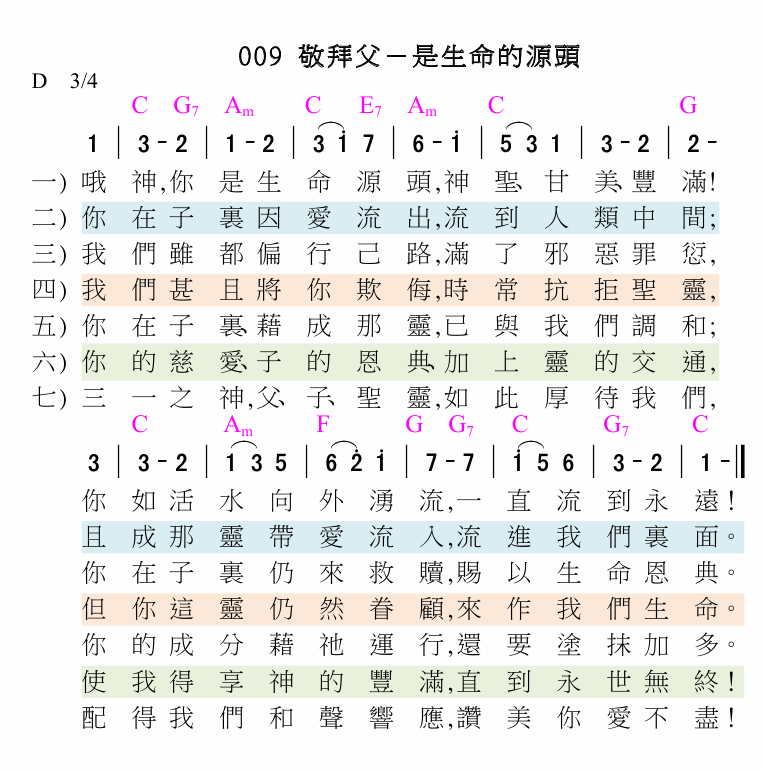 009 敬拜父－是生命的源頭
D 3/4
C G7 Am C E7 Am C G
1 | 3 - 2 | 1 - 2 | 3 i 7 | 6 - i | 5 3 1 | 3 - 2 | 2 -
一) 哦 神,你 是 生 命 源 頭,神 聖、甘 美、豐 滿!
二) 你 在 子 裏 因 愛 流 出,流 到 人 類 中 間;
三) 我 們 雖 都 偏 行 己 路,滿 了 邪 惡 罪 愆,
四) 我 們 甚 且 將 你 欺 侮,時 常 抗 拒 聖 靈,
五) 你 在 子 裏、藉 成 那 靈,已 與 我 們 調 和;
六) 你 的 慈 愛、子 的 恩 典、加 上 靈 的 交 通,
七) 三 一 之 神,父、子、聖 靈,如 此 厚 待 我 們,
C Am F G G7 C G7 C
3 | 3 - 2 | 1 3 5 | 6 2̇ i | 7 - 7 | i 5 6 | 3 - 2 | 1 - ‖
你 如 活 水 向 外 湧 流,一 直 流 到 永 遠!
且 成 那 靈 帶 愛 流 入,流 進 我 們 裏 面。
你 在 子 裏 仍 來 救 贖,賜 以 生 命 恩 典。
但 你 這 靈 仍 然 眷 顧,來 作 我 們 生 命。
你 的 成 分 藉 祂 運 行,還 要 塗 抹 加 多。
使 我 得 享 神 的 豐 滿,直 到 永 世 無 終!
配 得 我 們 和 聲 響 應,讚 美 你 愛 不 盡!